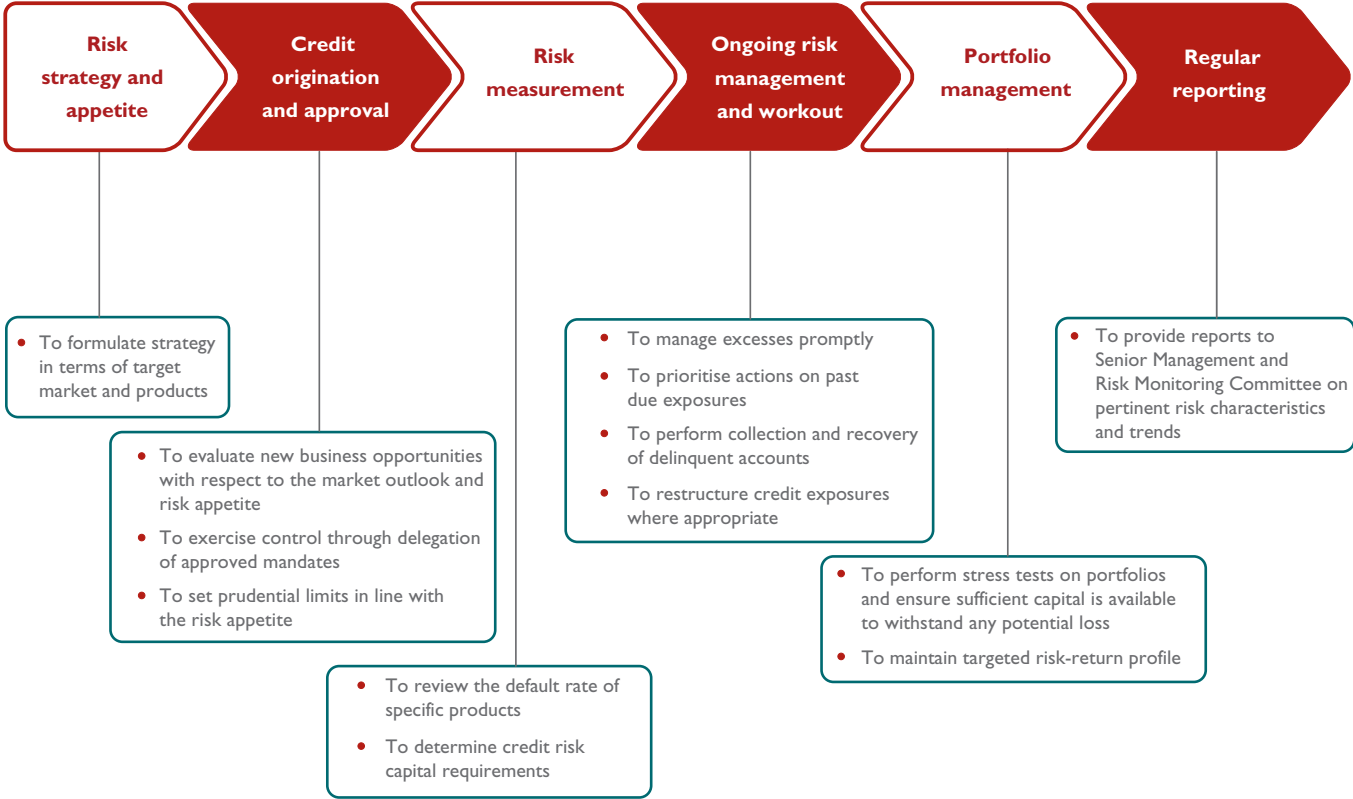 Risk
strategy and
appetite
Credit
origination
and approval
Risk
measurement
Ongoing risk
management
and workout
Portfolio
management
Regular
reporting
• To formulate strategy
in terms of target
market and products
• To evaluate new business opportunities
with respect to the market outlook and
risk appetite
• To exercise control through delegation
of approved mandates
• To set prudential limits in line with
the risk appetite
• To review the default rate of
specific products
• To determine credit risk
capital requirements
• To manage excesses promptly
• To prioritise actions on past
due exposures
• To perform collection and recovery
of delinquent accounts
• To restructure credit exposures
where appropriate
• To perform stress tests on portfolios
and ensure sufficient capital is available
to withstand any potential loss
• To maintain targeted risk-return profile
• To provide reports to
Senior Management and
Risk Monitoring Committee on
pertinent risk characteristics
and trends